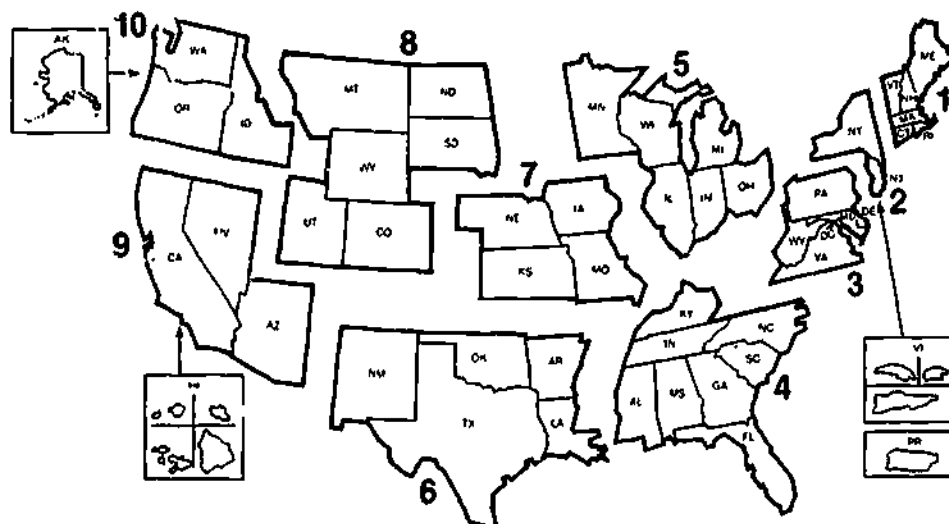 10
AK
WA
OR
ID
8
MT
ND
SD
WY
UT
CO
5
MN
WI
MI
IL
IN
OH
ME
VT
NH
MA
CT
RI
1
NY
NJ
2
PA
DE
MD
DC
VA
3
7
NE
IA
KS
MO
9
NV
CA
AZ
HI
KY
TN
NC
SC
4
AL
MS
GA
FL
NM
OK
AR
TX
LA
6
VI
PR